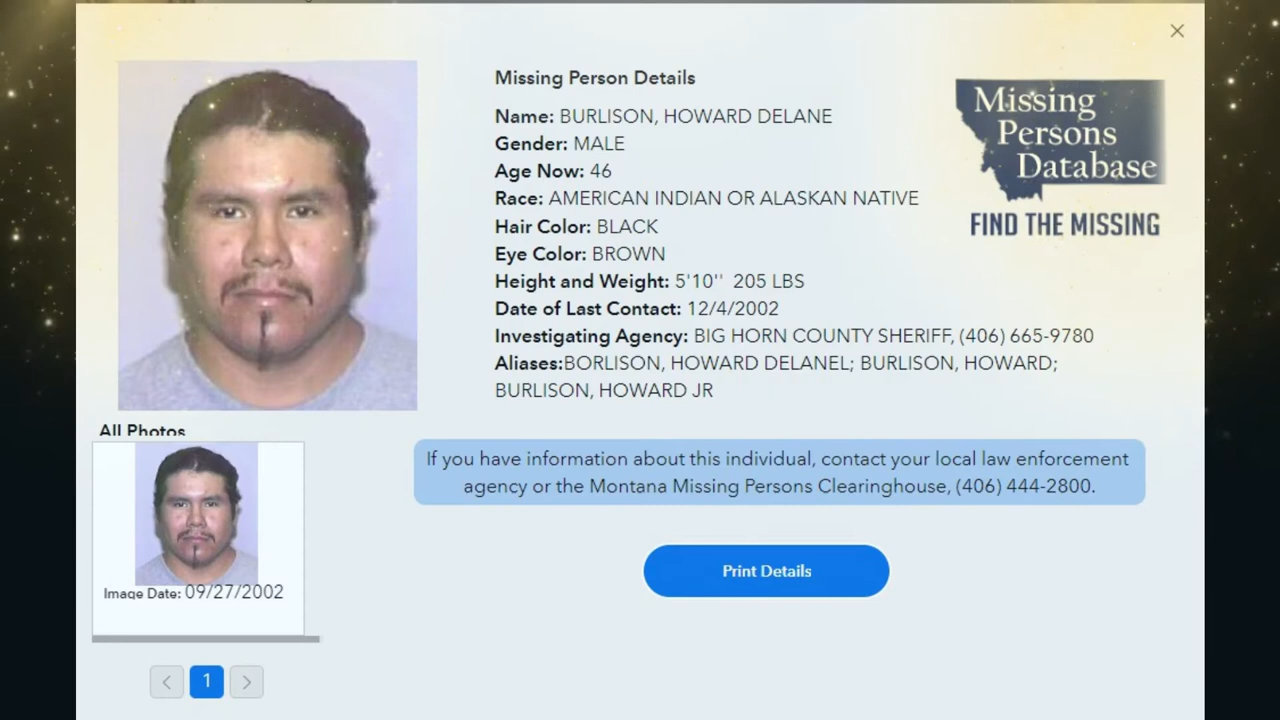 Missing Person Details
Name: BURLISON, HOWARD DELANE
Gender: MALE
Age Now: 46
Race: AMERICAN INDIAN OR ALASKAN NATIVE
Hair Color: BLACK
Eye Color: BROWN
Height and Weight: 5'10'' 205 LBS
Date of Last Contact: 12/4/2002
Investigating Agency: BIG HORN COUNTY SHERIFF, (406) 665-9780
Aliases:BORLISON, HOWARD DELANEL; BURLISON, HOWARD;
BURLISON, HOWARD JR
Missing
Persons
Database
FIND THE MISSING
All Photos
Image Date: 09/27/2002
If you have information about this individual, contact your local law enforcement
agency or the Montana Missing Persons Clearinghouse, (406) 444-2800.
Print Details
1